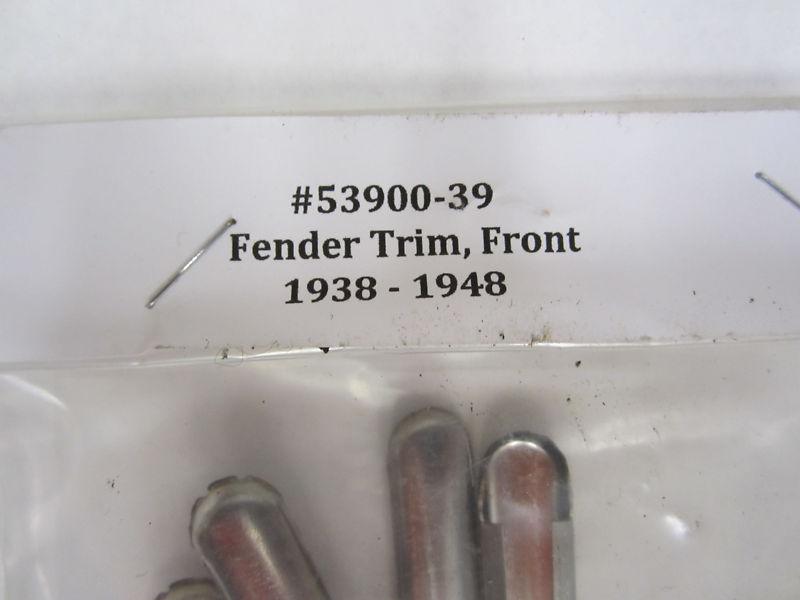 #53900-39
Fender Trim, Front
1938 - 1948